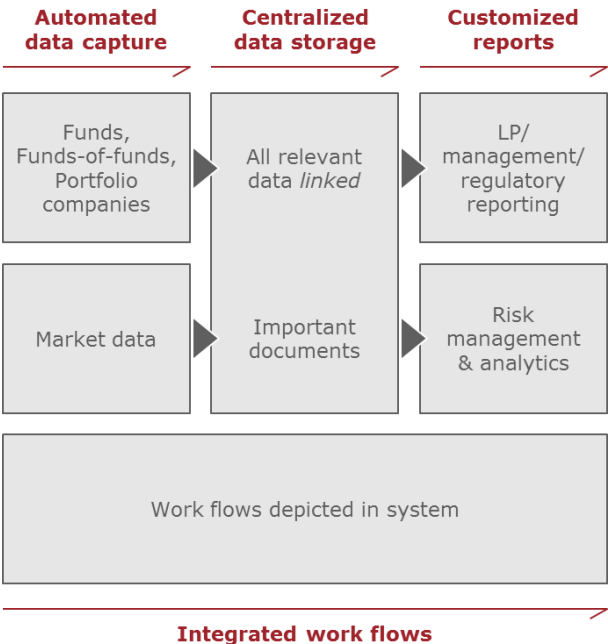 Automated
data capture
Centralized
data storage
Customized
reports
Funds,
Funds-of-funds,
Portfolio
companies
All relevant
data linked
LP/
management/
regulatory
reporting
Market data
Important
documents
Risk
management
& analytics
Work flows depicted in system
Integrated work flows